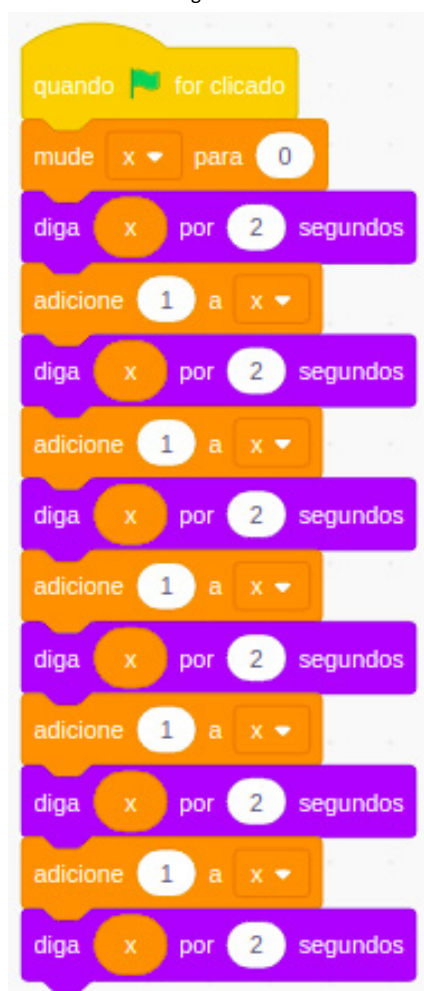 quando for clicado
mude x para 0
diga x por 2 segundos
adicione 1 a x
diga x por 2 segundos
adicione 1 a x
diga x por 2 segundos
adicione 1 a x
diga x por 2 segundos
adicione 1 a x
diga x por 2 segundos
adicione 1 a x
diga x por 2 segundos